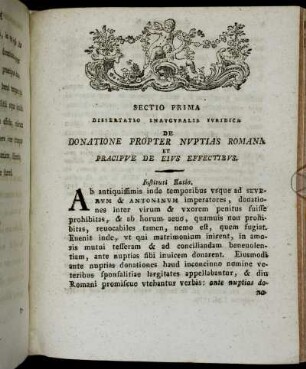 SECTIO PRIMA
DISSERTATIO INAVGVRALIS IVRIDICA
DE
DONATIONE PROPTER NVPTIAS ROMANA
ET
PRAECIPVE DE EIVS EFFECTIBVS.
Instituti Ratio.
Ab antiquissimis inde temporibus vsque ad SEVE-
RVM & ANTONINVM imperatores, donatio-
nes inter virum & vxorem penitus fuisse
prohibitas, & ab horum aeuo, quamuis non prohi-
bitas, reuocabiles tamen, nemo est, quem fugiat.
Euenit inde, vt qui matrimonium inirent, in amo-
ris mutui tesseram & ad conciliandam beneuolen-
tiam, ante nuptias sibi inuicem donarent. Eiusmodi
ante nuptias donationes haud inconcinno nomine ve-
teribus sponsalitiae largitates appellabantur, & diu
Romani promiscue vtebantur verbis: ante nuptias do-
no-